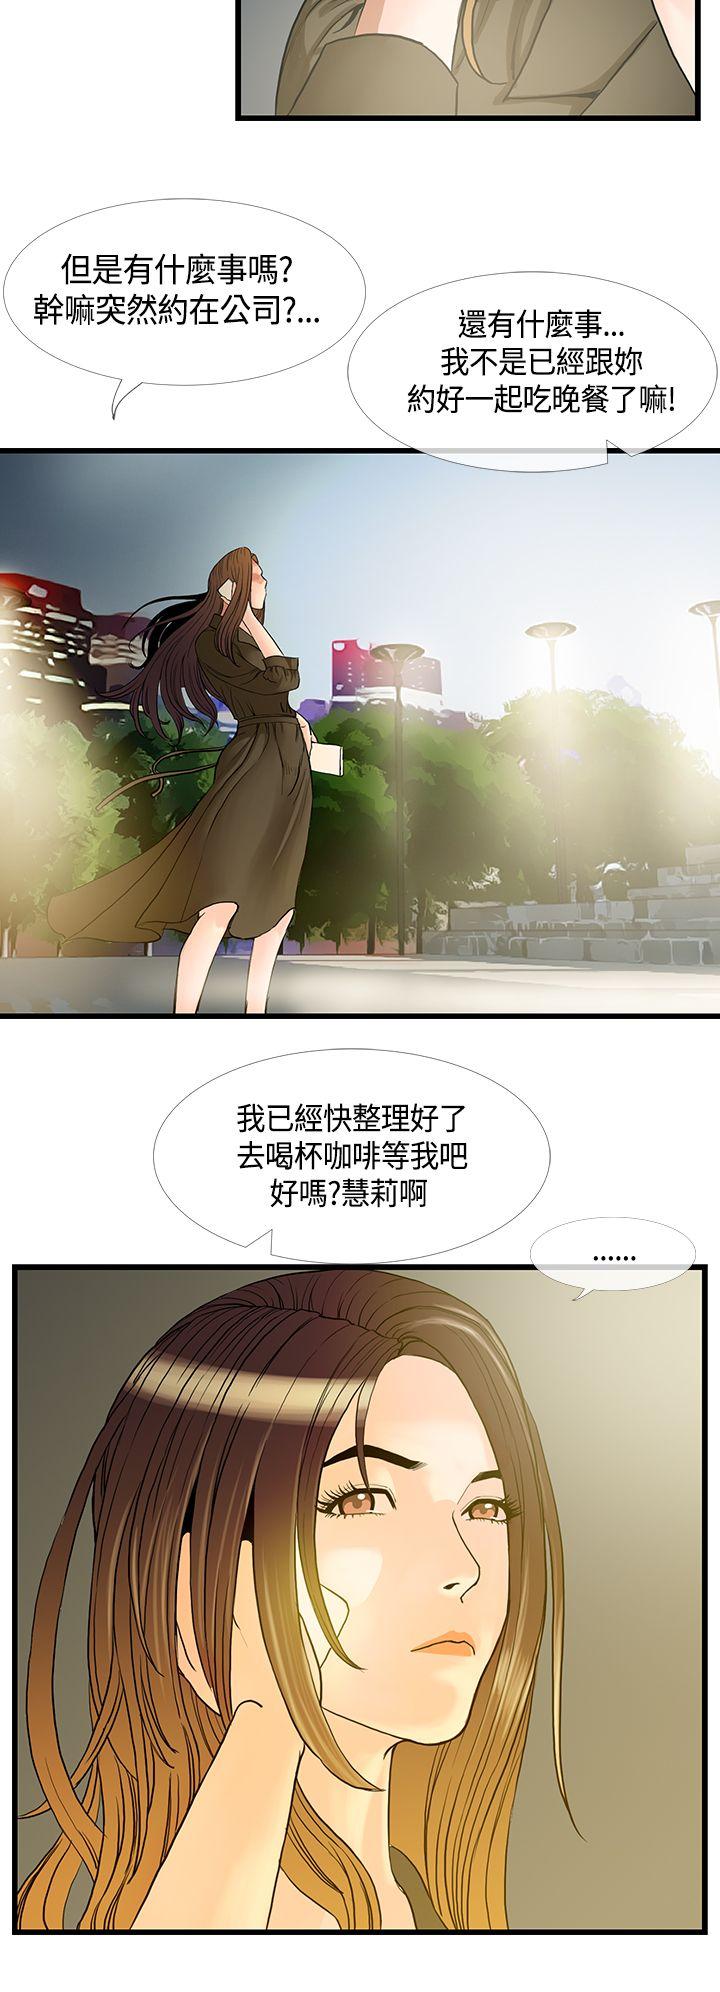 但是有什麼事嗎?
幹嘛突然約在公司?...
還有什麼事...
我不是已經跟妳
約好一起吃晚餐了嘛!
我已經快整理好了
去喝杯咖啡等我吧
好嗎?慧莉啊
......